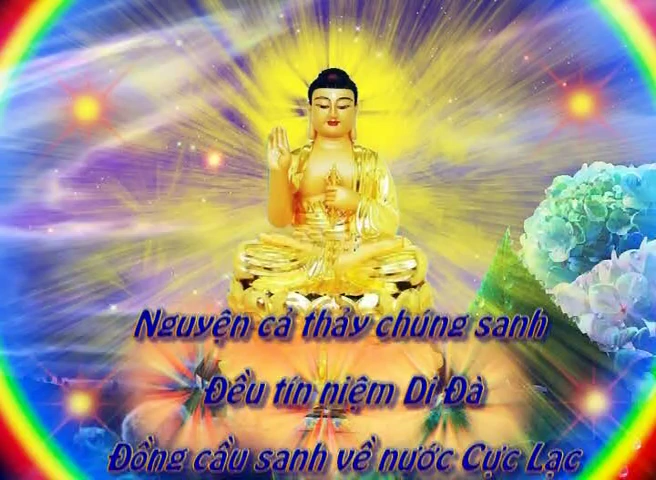 Nguyện cả thảy chúng sanh
Đều tín niệm Di Đà
Đồng cầu sanh về nước Cực Lạc